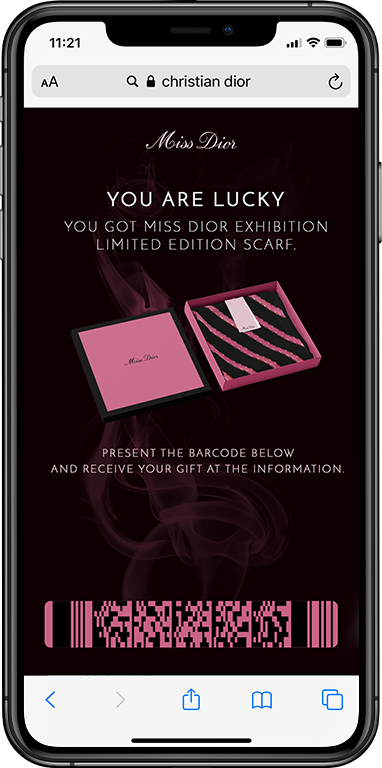 11:21
AA christian dior
Miss Dior
YOU ARE LUCKY
YOU GOT MISS DIOR EXHIBITION
LIMITED EDITION SCARF.
Miss Dior
PRESENT THE BARCODE BELOW
AND RECEIVE YOUR GIFT AT THE INFORMATION.